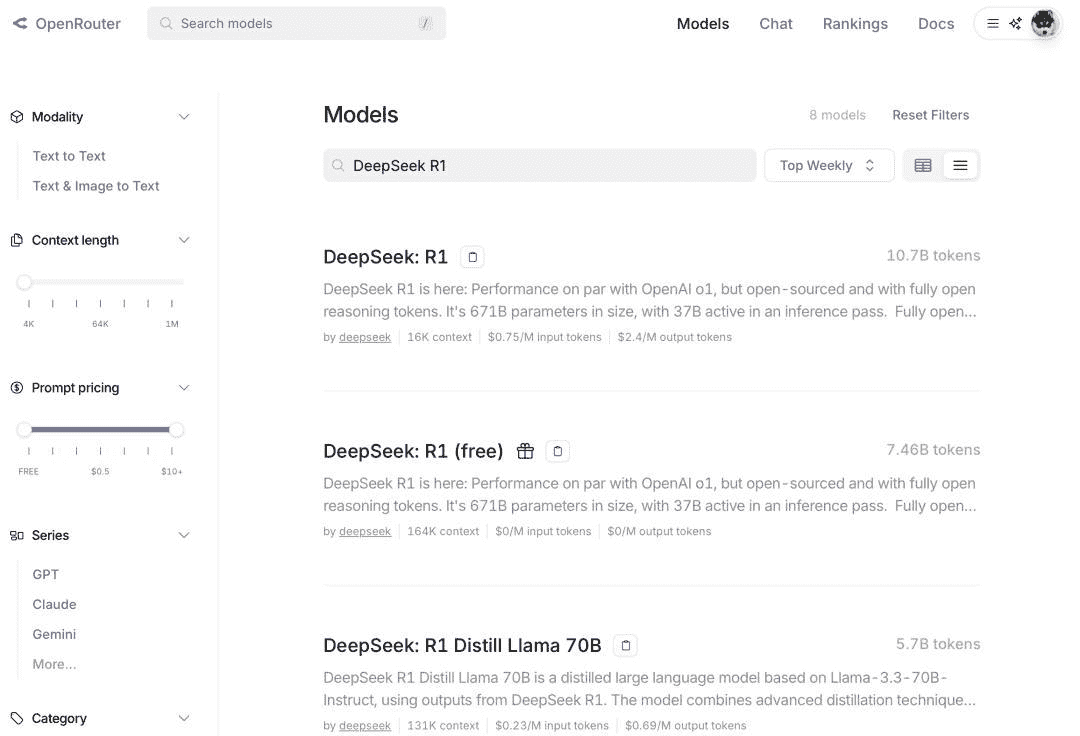 OpenRouter
Search models
/
Models
Chat
Rankings
Docs
Modality
Text to Text
Text & Image to Text
Context length
4K 64K 1M
Prompt pricing
FREE $0.5 $10+
Series
GPT
Claude
Gemini
More...
Category
Models
8 models
Reset Filters
DeepSeek R1
Top Weekly
DeepSeek: R1
10.7B tokens
DeepSeek R1 is here: Performance on par with OpenAI o1, but open-sourced and with fully open
reasoning tokens. It's 671B parameters in size, with 37B active in an inference pass. Fully open...
by deepseek 16K context $0.75/M input tokens $2.4/M output tokens
DeepSeek: R1 (free)
7.46B tokens
DeepSeek R1 is here: Performance on par with OpenAI o1, but open-sourced and with fully open
reasoning tokens. It's 671B parameters in size, with 37B active in an inference pass. Fully open...
by deepseek 164K context $0/M input tokens $0/M output tokens
DeepSeek: R1 Distill Llama 70B
5.7B tokens
DeepSeek R1 Distill Llama 70B is a distilled large language model based on Llama-3.3-70B-
Instruct, using outputs from DeepSeek R1. The model combines advanced distillation technique...
by deepseek 131K context $0.23/M input tokens $0.69/M output tokens